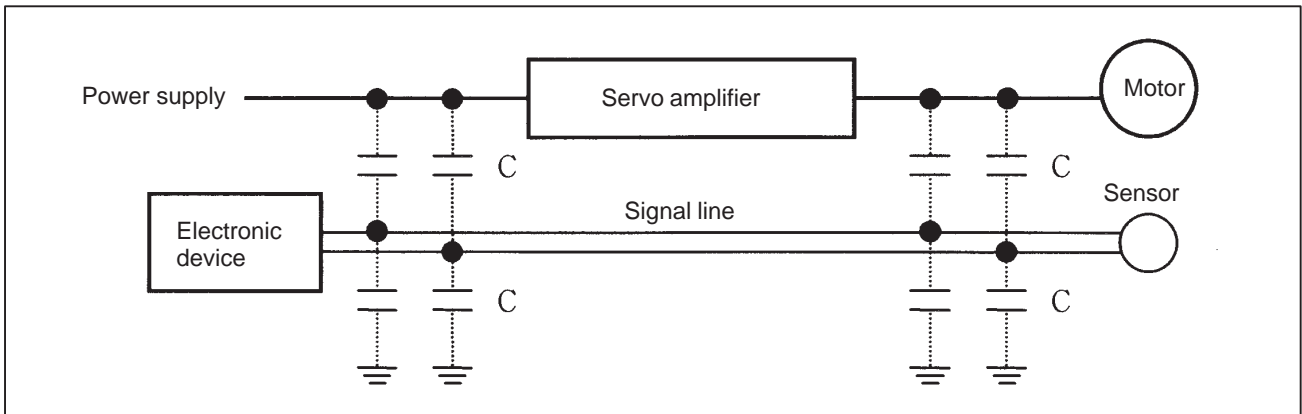 Power supply
Servo amplifier
Motor
C
C
Sensor
Signal line
Electronic
device
C
C